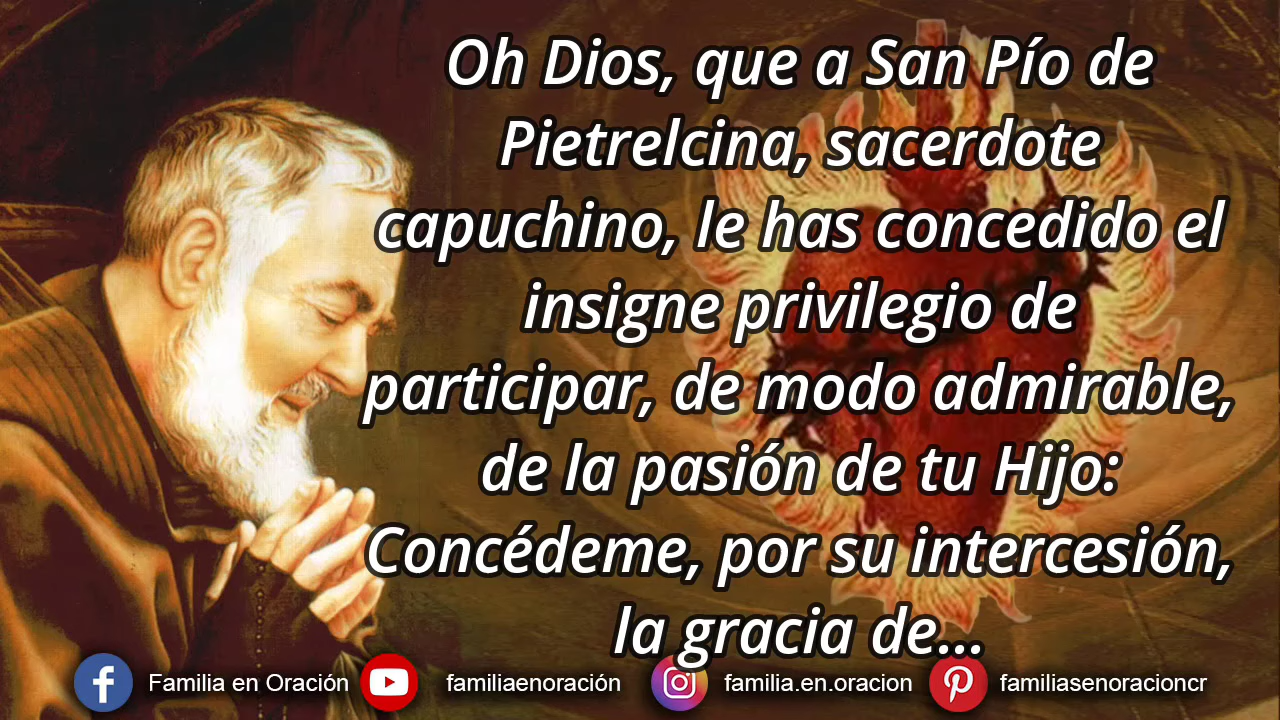 Oh Dios, que a San Pío de
Pietrelcina, sacerdote
capuchino, le has concedido el
insigne privilegio de
participar, de modo admirable,
de la pasión de tu Hijo:
Concédeme, por su intercesión,
la gracia de...
Familia en Oración familiaenoración familia.en.oracion familiasenoracioncr